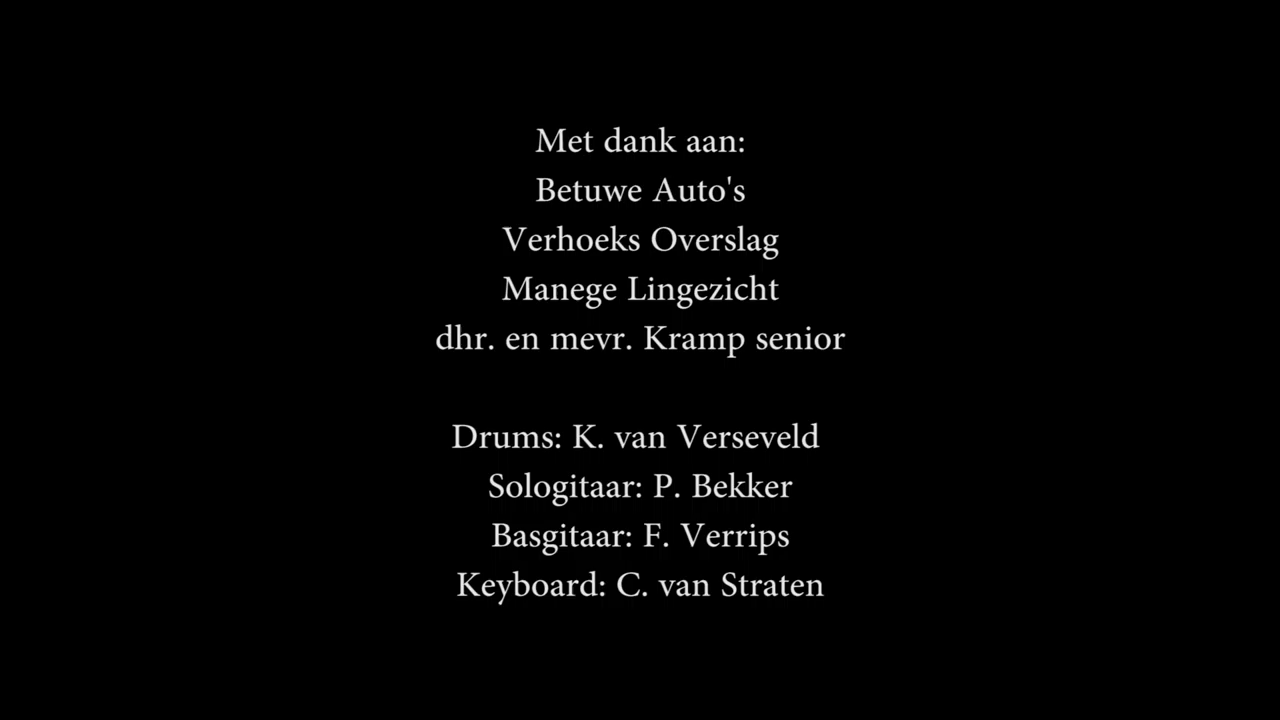 Met dank aan:
Betuwe Auto's
Verhoeks Overslag
Manege Lingezicht
dhr. en mevr. Kramp senior
Drums: K. van Verseveld
Sologitaar: P. Bekker
Basgitaar: F. Verrips
Keyboard: C. van Straten